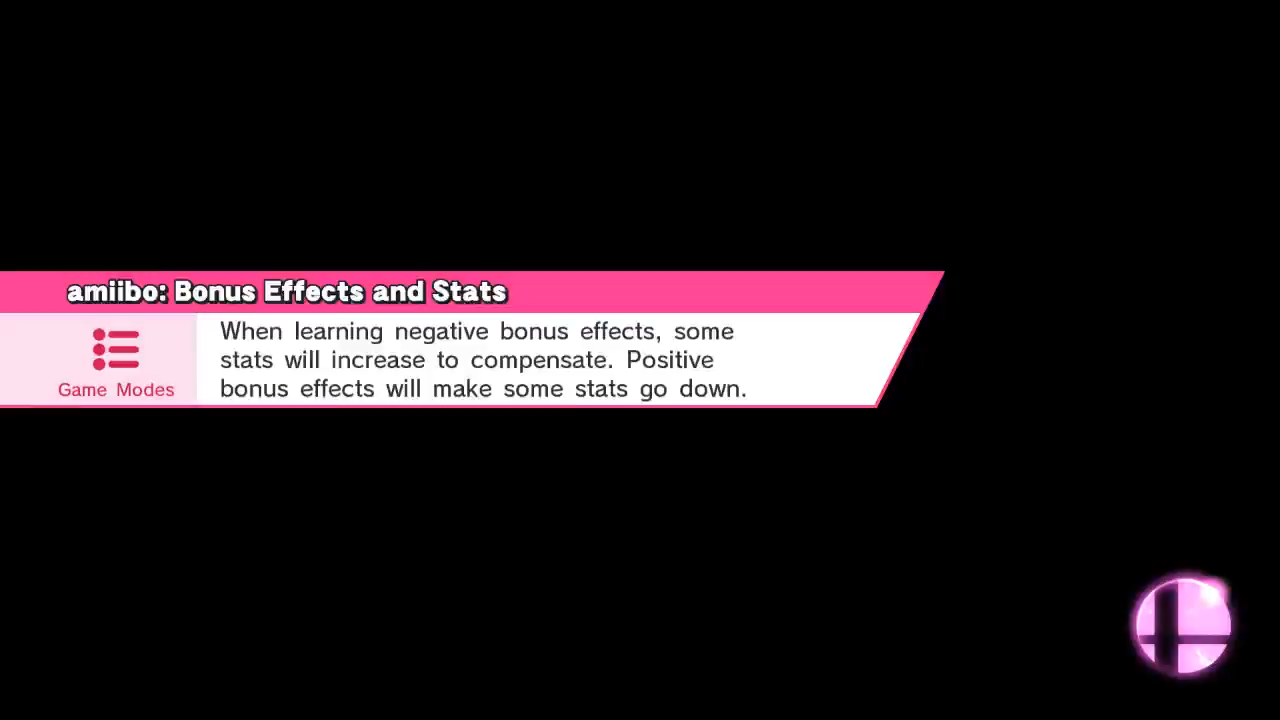 amiibo: Bonus Effects and Stats
Game Modes
When learning negative bonus effects, some
stats will increase to compensate. Positive
bonus effects will make some stats go down.